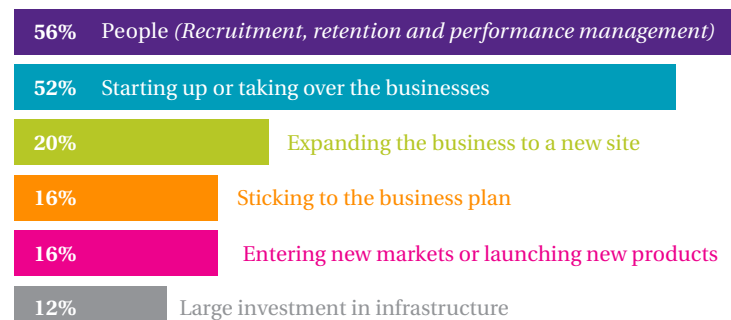 56% People (Recruitment, retention and performance management)
52% Starting up or taking over the businesses
20% Expanding the business to a new site
16% Sticking to the business plan
16% Entering new markets or launching new products
12% Large investment in infrastructure